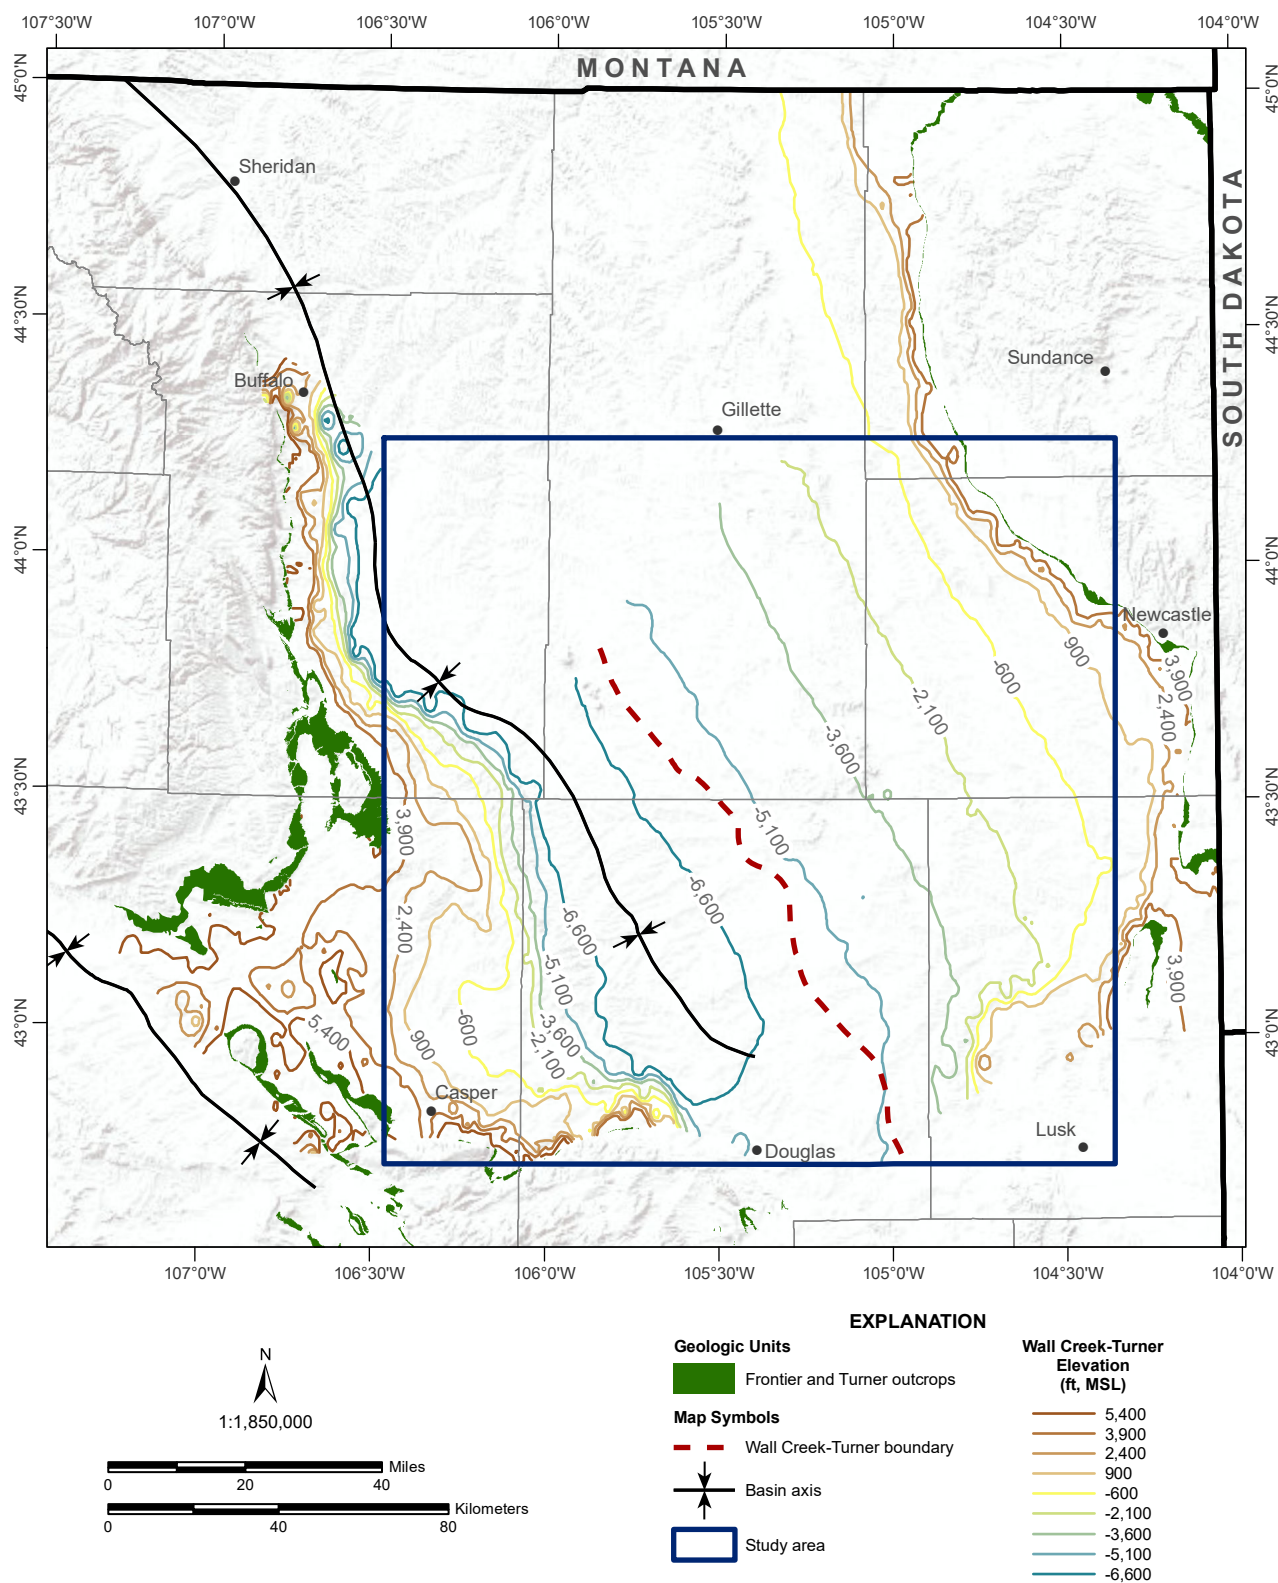 107°30'W 107°0'W 106°30'W 106°0'W 105°30'W 105°0'W 104°30'W 104°0'W
45°0'N
45°0'N
MONTANA
SOUTH DAKOTA
Sheridan
44°30'N
44°30'N
Sundance
Buffalo
Gillette
44°0'N
44°0'N
Newcastle
900
3,900
-600
2,400
-2,100
-3,600
43°30'N
43°30'N
3,900
-5,100
-6,600
2,400
-6,600
3,900
-5,100
5,400
900
-600
-3,600
-2,100
43°0'N
43°0'N
Casper
Lusk
Douglas
107°0'W 106°30'W 106°0'W 105°30'W 105°0'W 104°30'W 104°0'W
N
1:1,850,000
Miles
0 20 40
Kilometers
0 40 80
EXPLANATION
Geologic Units
Frontier and Turner outcrops
Map Symbols
Wall Creek-Turner boundary
Basin axis
Study area
Wall Creek-Turner
Elevation
(ft, MSL)
5,400
3,900
2,400
900
-600
-2,100
-3,600
-5,100
-6,600